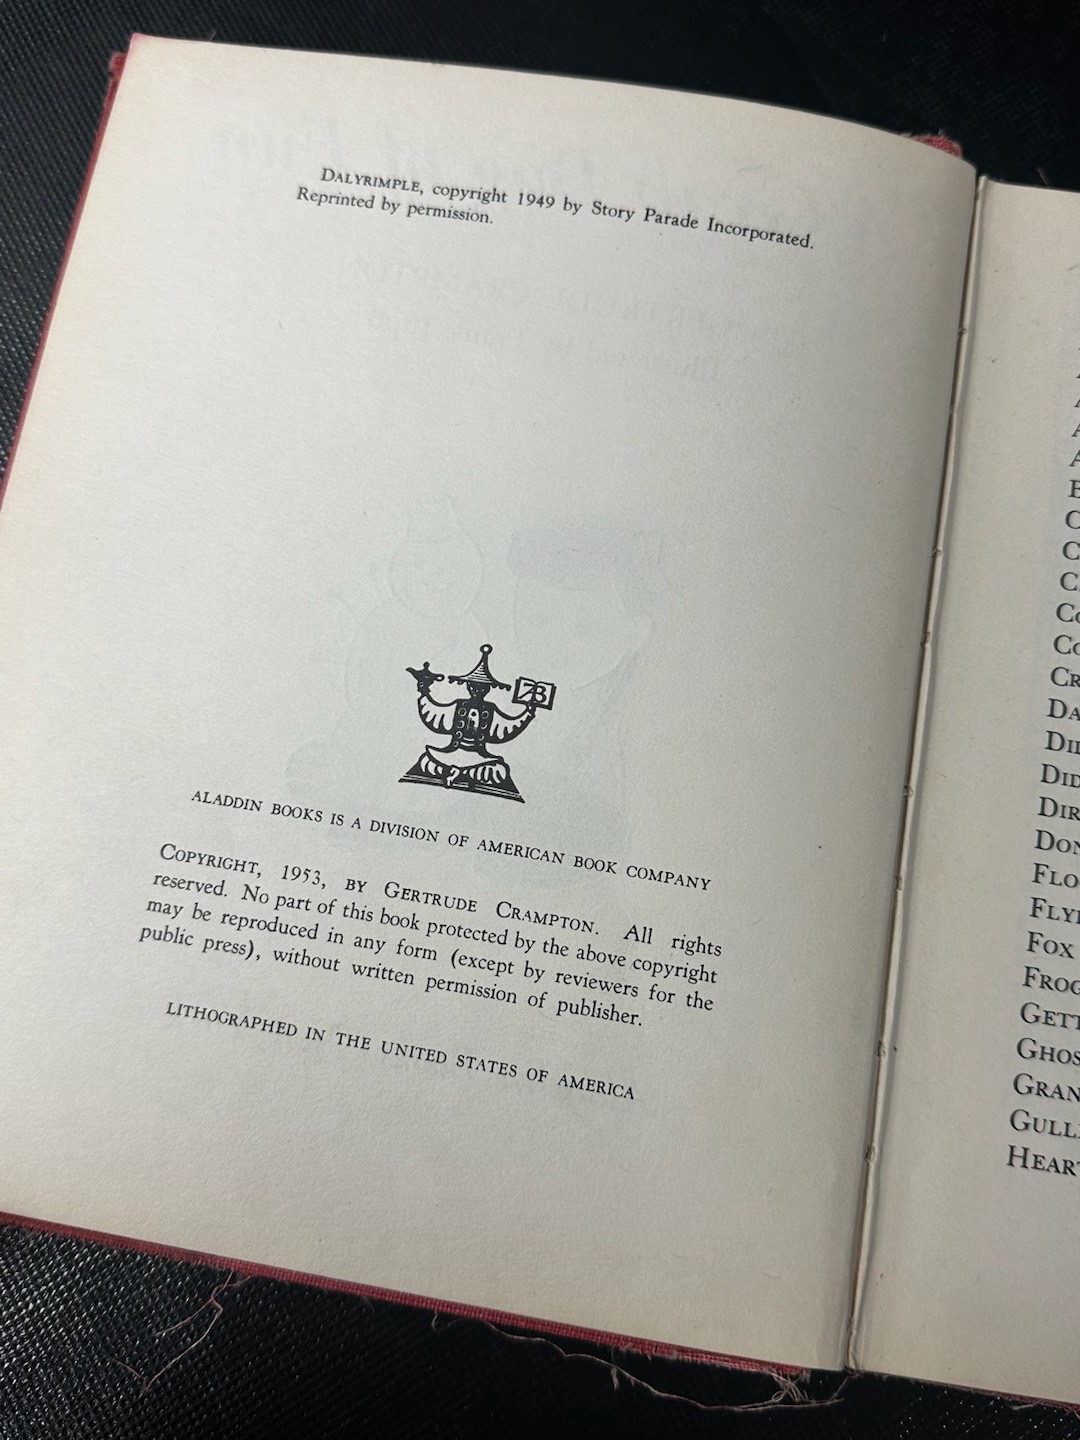 DALYRIMPLE, copyright 1949 by Story Parade Incorporated.
Reprinted by permission.
ALADDIN BOOKS IS A DIVISION OF AMERICAN BOOK COMPANY
COPYRIGHT, 1953, BY GERTRUDE CRAMPTON. All rights
reserved. No part of this book protected by the above copyright
may be reproduced in any form (except by reviewers for the
public press), without written permission of publisher.
LITHOGRAPHED IN THE UNITED STATES OF AMERICA
FOX